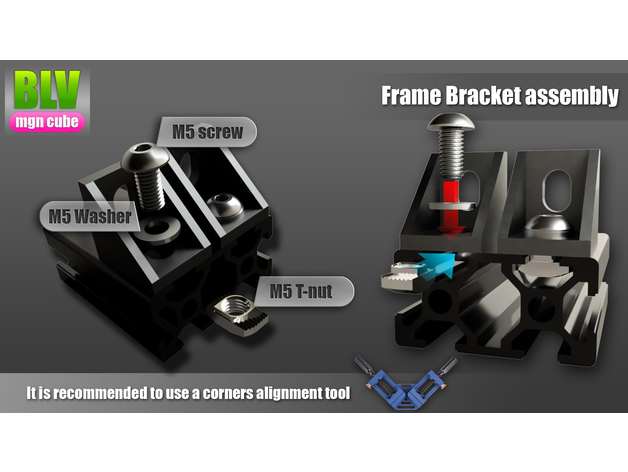 BLV
mgn cube
Frame Bracket assembly
M5 screw
M5 Washer
M5 T-nut
It is recommended to use a corners alignment tool